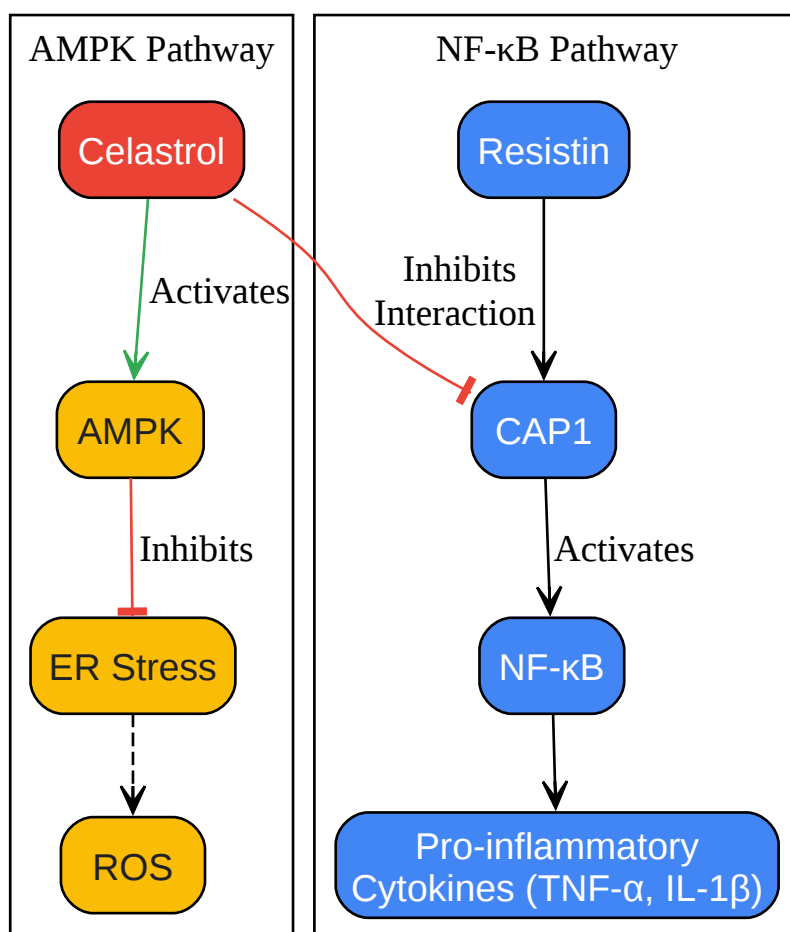 AMPK Pathway
Celastrol
Activates
AMPK
Inhibits
ER Stress
ROS
NF-κB Pathway
Resistin
Inhibits
Interaction
CAP1
Activates
NF-κB
Pro-inflammatory
Cytokines (TNF-α, IL-1β)